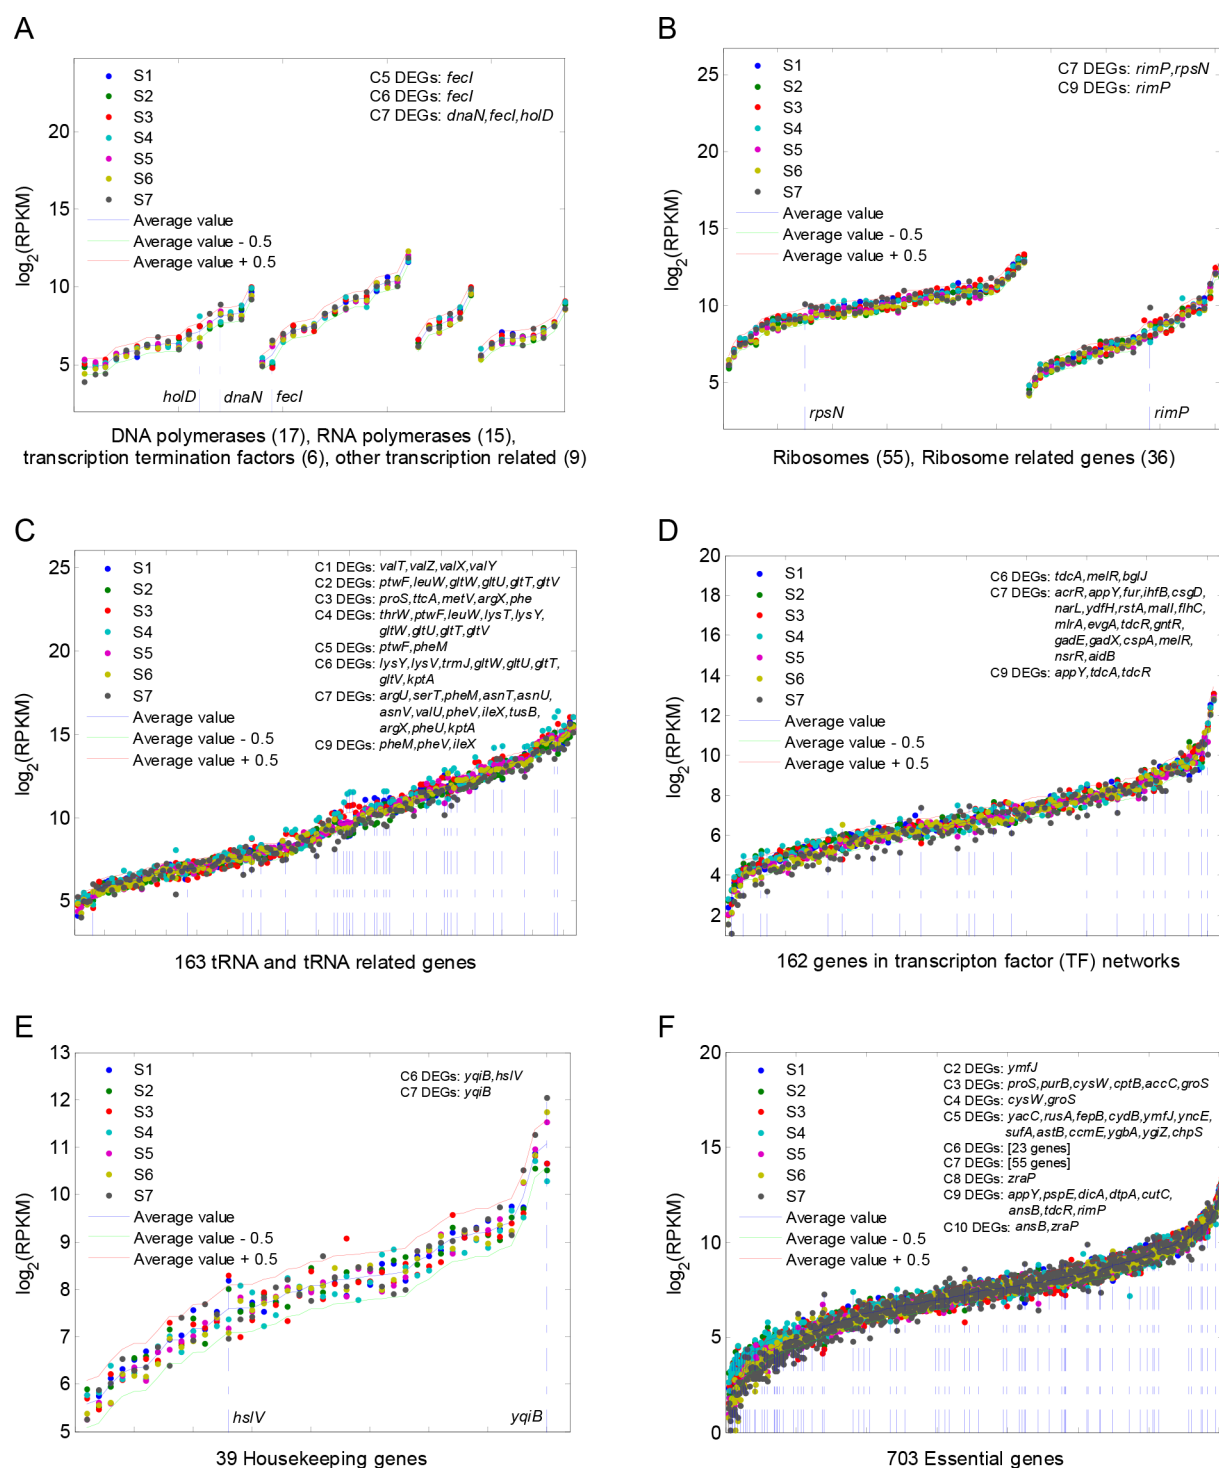 A
C5 DEGs: fecI
C6 DEGs: fecI
C7 DEGs: dnaN,fecI,holD
S1
S2
S3
S4
S5
S6
S7
Average value
Average value - 0.5
Average value + 0.5
log2(RPKM)
20
15
10
5
holD
dnaN
fecI
DNA polymerases (17), RNA polymerases (15),
transcription termination factors (6), other transcription related (9)
B
C7 DEGs: rimP,rpsN
C9 DEGs: rimP
S1
S2
S3
S4
S5
S6
S7
Average value
Average value - 0.5
Average value + 0.5
log2(RPKM)
25
20
15
10
5
rpsN
rimP
Ribosomes (55), Ribosome related genes (36)
C
C1 DEGs: valT,valZ,valX,valY
C2 DEGs: ptwF,leuW,gltW,gltU,gltT,gltV
C3 DEGs: proS,ttcA,metV,argX,phe
C4 DEGs: thrW,ptwF,leuW,lysT,lysY,
gltW,gltU,gltT,gltV
C5 DEGs: ptwF,pheM
C6 DEGs: lysY,lysV,trmJ,gltW,gltU,gltT,
gltV,kptA
C7 DEGs: argU,serT,pheM,asnT,asnU,
asnV,valU,pheV,ileX,tusB,
argX,pheU,kptA
C9 DEGs: pheM,pheV,ileX
S1
S2
S3
S4
S5
S6
S7
Average value
Average value - 0.5
Average value + 0.5
log2(RPKM)
25
20
15
10
5
163 tRNA and tRNA related genes
D
C6 DEGs: tdcA,melR,bglJ
C7 DEGs: acrR,appY,fur,ihfB,csgD,
narL,ydfH,rstA,malI,flhC,
mlrA,evgA,tdcR,gntR,
gadE,gadX,cspA,melR,
nsrR,aidB
C9 DEGs: appY,tdcA,tdcR
S1
S2
S3
S4
S5
S6
S7
Average value
Average value - 0.5
Average value + 0.5
log2(RPKM)
20
18
16
14
12
10
8
6
4
2
162 genes in transcripton factor (TF) networks
E
C6 DEGs: yqiB,hslV
C7 DEGs: yqiB
S1
S2
S3
S4
S5
S6
S7
Average value
Average value - 0.5
Average value + 0.5
log2(RPKM)
13
12
11
10
9
8
7
6
5
hslV
yqiB
39 Housekeeping genes
F
C2 DEGs: ymfJ
C3 DEGs: proS,purB,cysW,cptB,accC,groS
C4 DEGs: cysW,groS
C5 DEGs: yacC,rusA,fepB,cydB,ymfJ,yncE,
sufA,astB,ccmE,ygbA,ygiZ,chpS
C6 DEGs: [23 genes]
C7 DEGs: [55 genes]
C8 DEGs: zraP
C9 DEGs: appY,pspE,dicA,dtpA,cutC,
ansB,tdcR,rimP
C10 DEGs: ansB,zraP
S1
S2
S3
S4
S5
S6
S7
Average value
Average value - 0.5
Average value + 0.5
log2(RPKM)
20
15
10
5
0
703 Essential genes